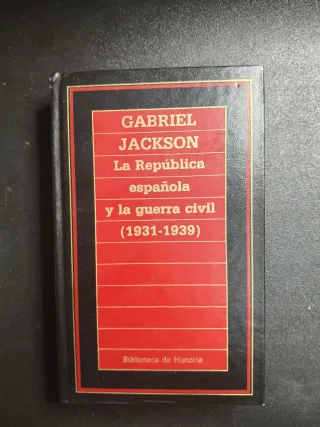 GABRIEL
JACKSON
La República
española
y la guerra civil
(1931-1939)
Biblioteca de Historia